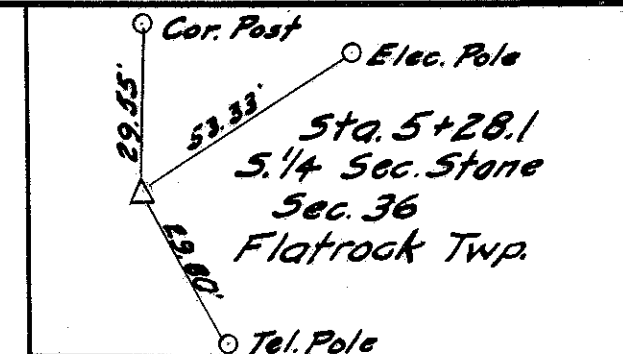 Cor. Post
Elec. Pole
29.55'
53.33'
Sta. 5+28.1
S. 1/4 Sec. Stone
Sec. 36
Flatrock Twp.
29.80'
Tel. Pole